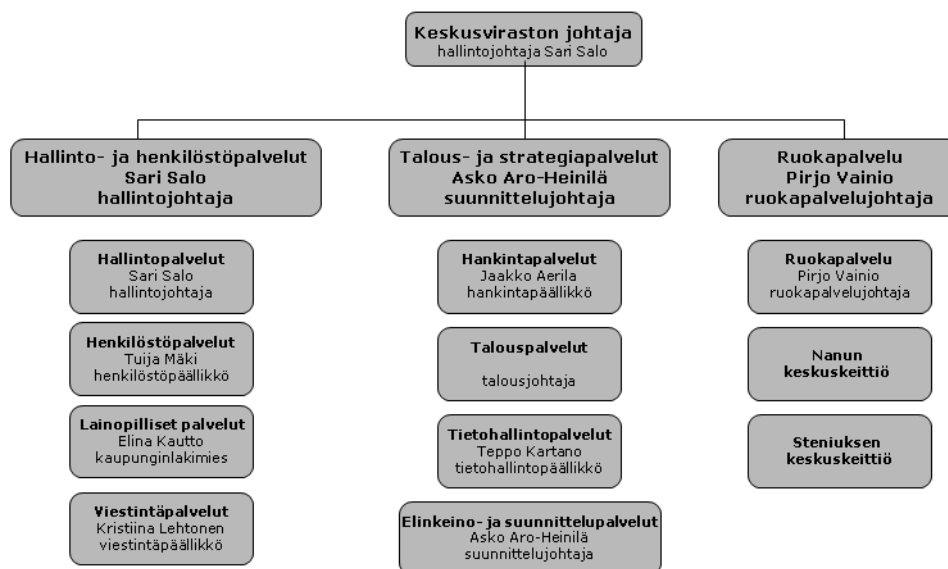 Keskusviraston johtaja
hallintojohtaja Sari Salo
Hallinto- ja henkilöstöpalvelut
Sari Salo
hallintojohtaja
Hallintopalvelut
Sari Salo
hallintojohtaja
Henkilöstöpalvelut
Tuija Mäki
henkilöstöpäällikkö
Lainopilliset palvelut
Elina Kautto
kaupunginlakimies
Viestintäpalvelut
Kristiina Lehtonen
viestintäpäällikkö
Talous- ja strategiapalvelut
Asko Aro-Heinilä
suunnittelujohtaja
Hankintapalvelut
Jaakko Aerila
hankintapäällikkö
Talouspalvelut
talousjohtaja
Tietohallintopalvelut
Teppo Kartano
tietohallintopäällikkö
Elinkeino- ja suunnittelupalvelut
Asko Aro-Heinilä
suunnittelujohtaja
Ruokapalvelu
Pirjo Vainio
ruokapalvelujohtaja
Ruokapalvelu
Pirjo Vainio
ruokapalvelujohtaja
Nanun
keskuskeittiö
Steniuksen
keskuskeittiö